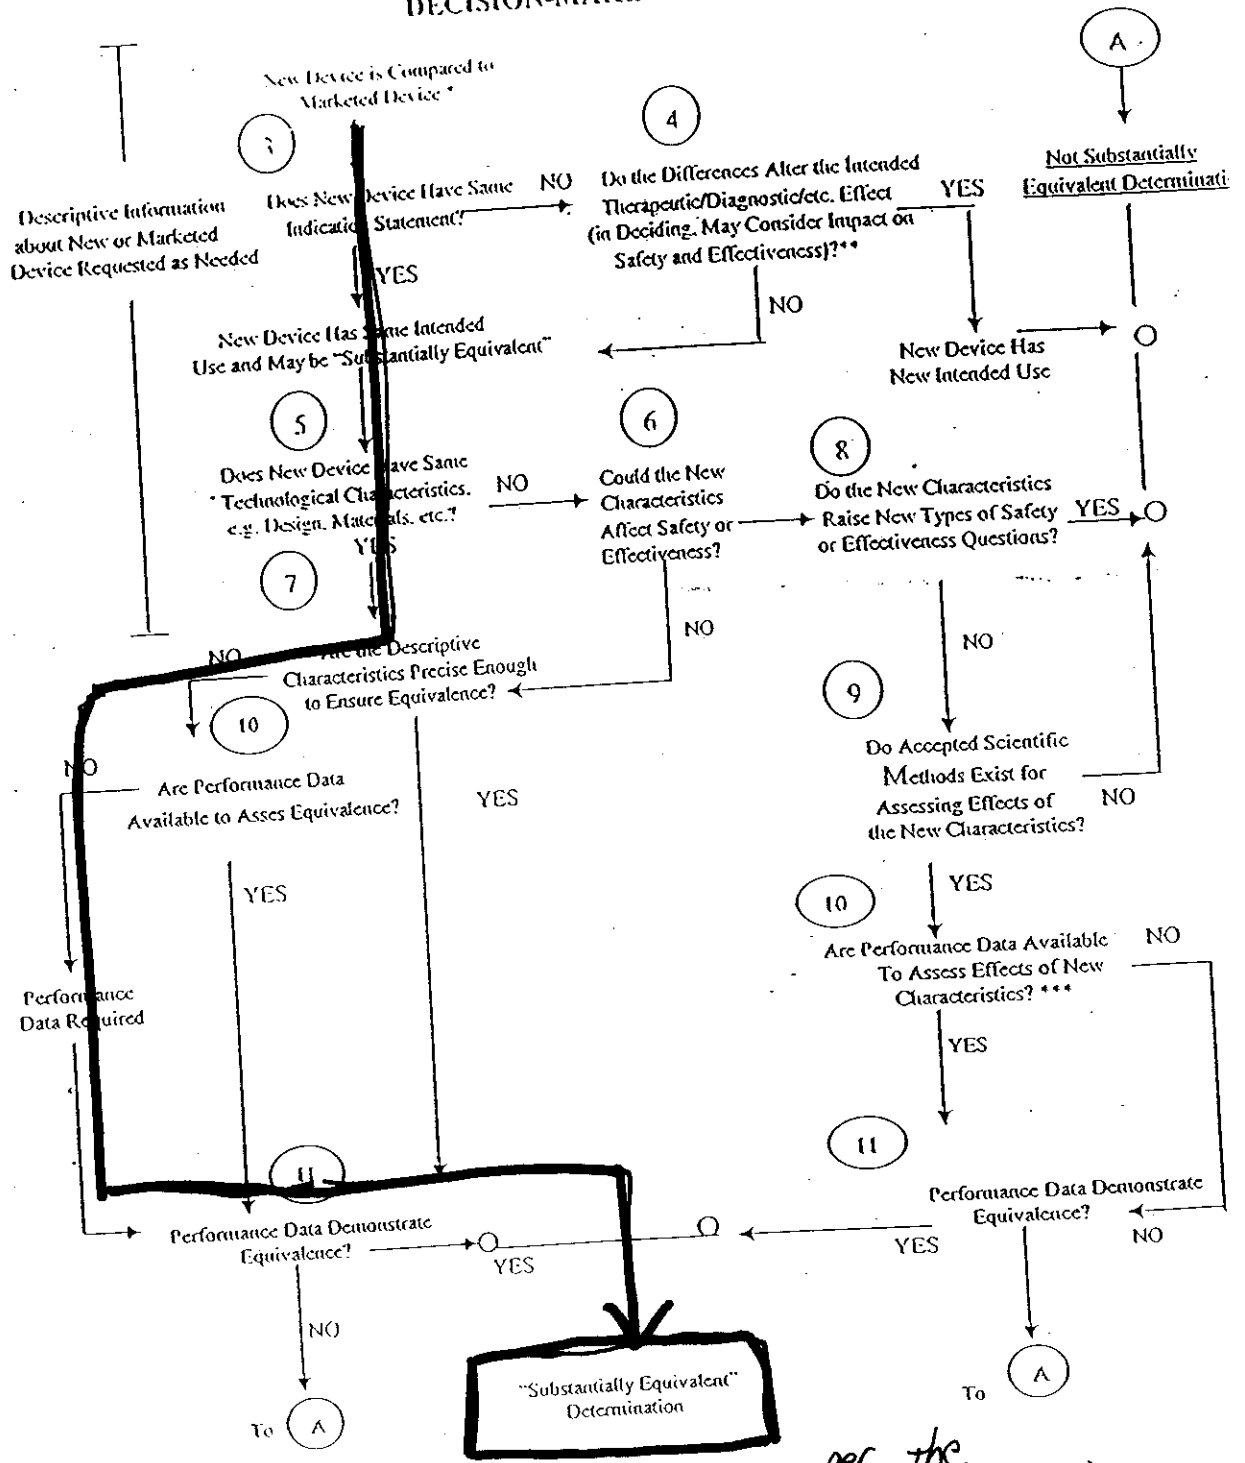 New Device is Compared to
Marketed Device *
A
4
Do the Differences Alter the Intended
Therapeutic/Diagnostic/etc. Effect
(in Deciding, May Consider Impact on
Safety and Effectiveness)?**
YES
NO
Not Substantially
Equivalent Determinati
Descriptive Information
about New or Marketed
Device Requested as Needed
Does New Device Have Same
Indication Statement?
NO
YES
New Device Has Same Intended
Use and May be "Substantially Equivalent"
New Device Has
New Intended Use
5
Does New Device Have Same
Technological Characteristics,
e.g. Design, Materials, etc.?
NO
YES
6
Could the New
Characteristics
Affect Safety or
Effectiveness?
NO
8
Do the New Characteristics
Raise New Types of Safety
or Effectiveness Questions?
YES
NO
7
Are the Descriptive
Characteristics Precise Enough
to Ensure Equivalence?
NO
YES
9
Do Accepted Scientific
Methods Exist for
Assessing Effects of
the New Characteristics?
NO
YES
10
Are Performance Data
Available to Asses Equivalence?
NO
YES
10
Are Performance Data Available
To Assess Effects of New
Characteristics? ***
NO
YES
Performance
Data Required
11
Performance Data Demonstrate
Equivalence?
YES
NO
11
Performance Data Demonstrate
Equivalence?
YES
NO
To A
"Substantially Equivalent"
Determination
To A
per the